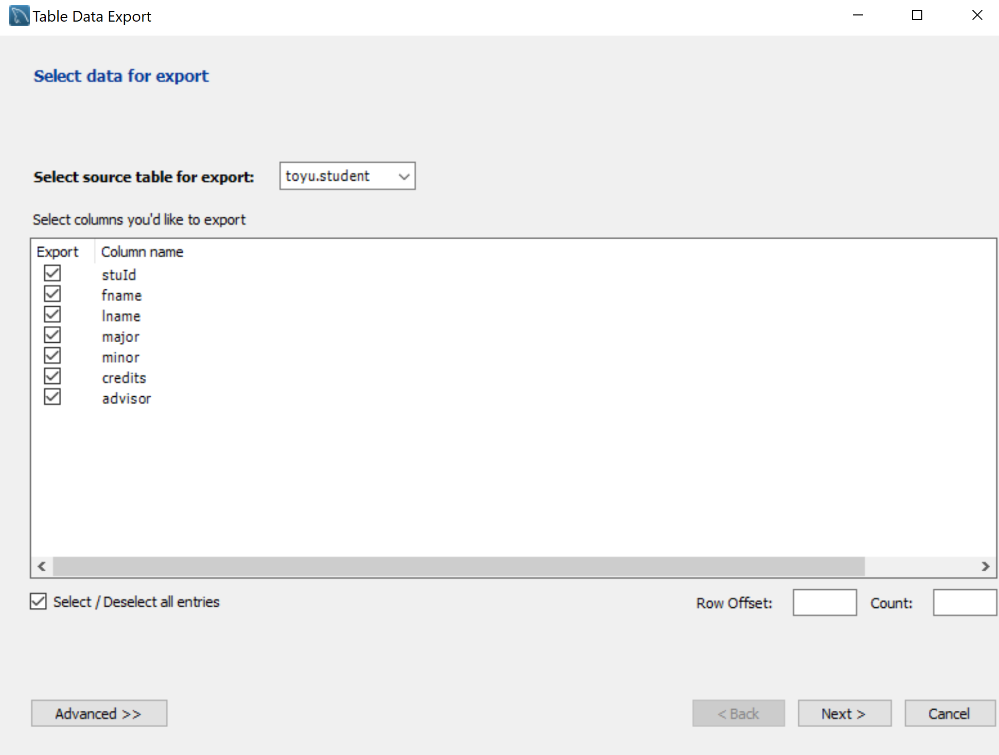 Table Data Export
Select data for export
Select source table for export: toyu.student
Select columns you'd like to export
Export Column name
stuId
fname
lname
major
minor
credits
advisor
Select / Deselect all entries Row Offset: Count:
Advanced >> < Back Next > Cancel